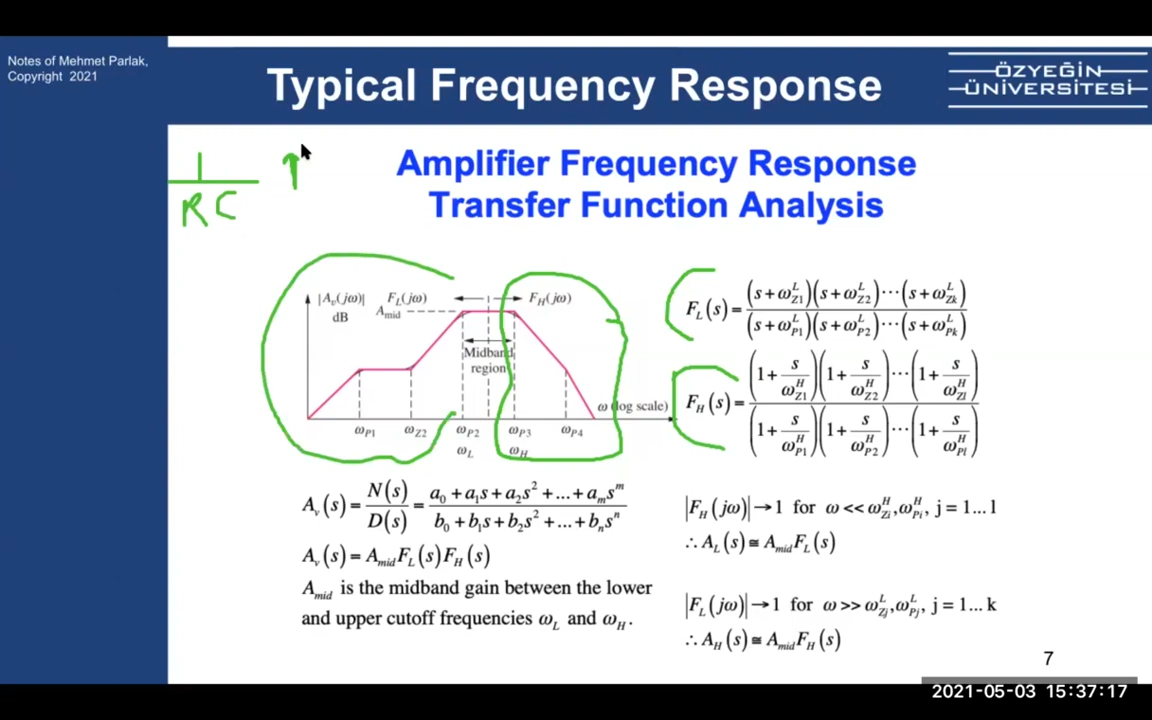 Notes of Mehmet Parlak,
Copyright 2021
Typical Frequency Response
ÖZYEĞİN
ÜNİVERSİTESİ
1
RC
Amplifier Frequency Response
Transfer Function Analysis
|A_v(jω)|
dB
F_L(jω)
A_mid
F_H(jω)
Midband
region
ω (log scale)
ω_P1 ω_Z2 ω_P2 ω_P3 ω_P4
ω_L ω_H
F_L(s) = (s+ω^L_Z1)(s+ω^L_Z2)···(s+ω^L_Zk) / (s+ω^L_P1)(s+ω^L_P2)···(s+ω^L_Pk)
F_H(s) = (1+s/ω^H_Z1)(1+s/ω^H_Z2)···(1+s/ω^H_Zl) / (1+s/ω^H_P1)(1+s/ω^H_P2)···(1+s/ω^H_Pl)
A_v(s) = N(s)/D(s) = a_0+a_1s+a_2s^2+...+a_ms^m / b_0+b_1s+b_2s^2+...+b_ns^n
A_v(s) = A_mid F_L(s)F_H(s)
A_mid is the midband gain between the lower
and upper cutoff frequencies ω_L and ω_H.
|F_H(jω)| → 1 for ω << ω^H_Zi, ω^H_Pi, j = 1...l
∴ A_L(s) ≅ A_mid F_L(s)
|F_L(jω)| → 1 for ω >> ω^L_Zj, ω^L_Pj, j = 1...k
∴ A_H(s) ≅ A_mid F_H(s)
7
2021-05-03 15:37:17